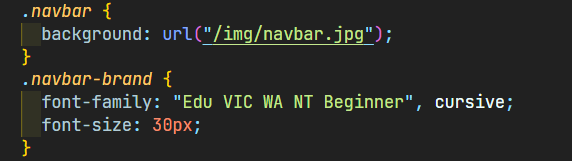 .navbar {
background: url("/img/navbar.jpg");
}
.navbar-brand {
font-family: "Edu VIC WA NT Beginner", cursive;
font-size: 30px;
}